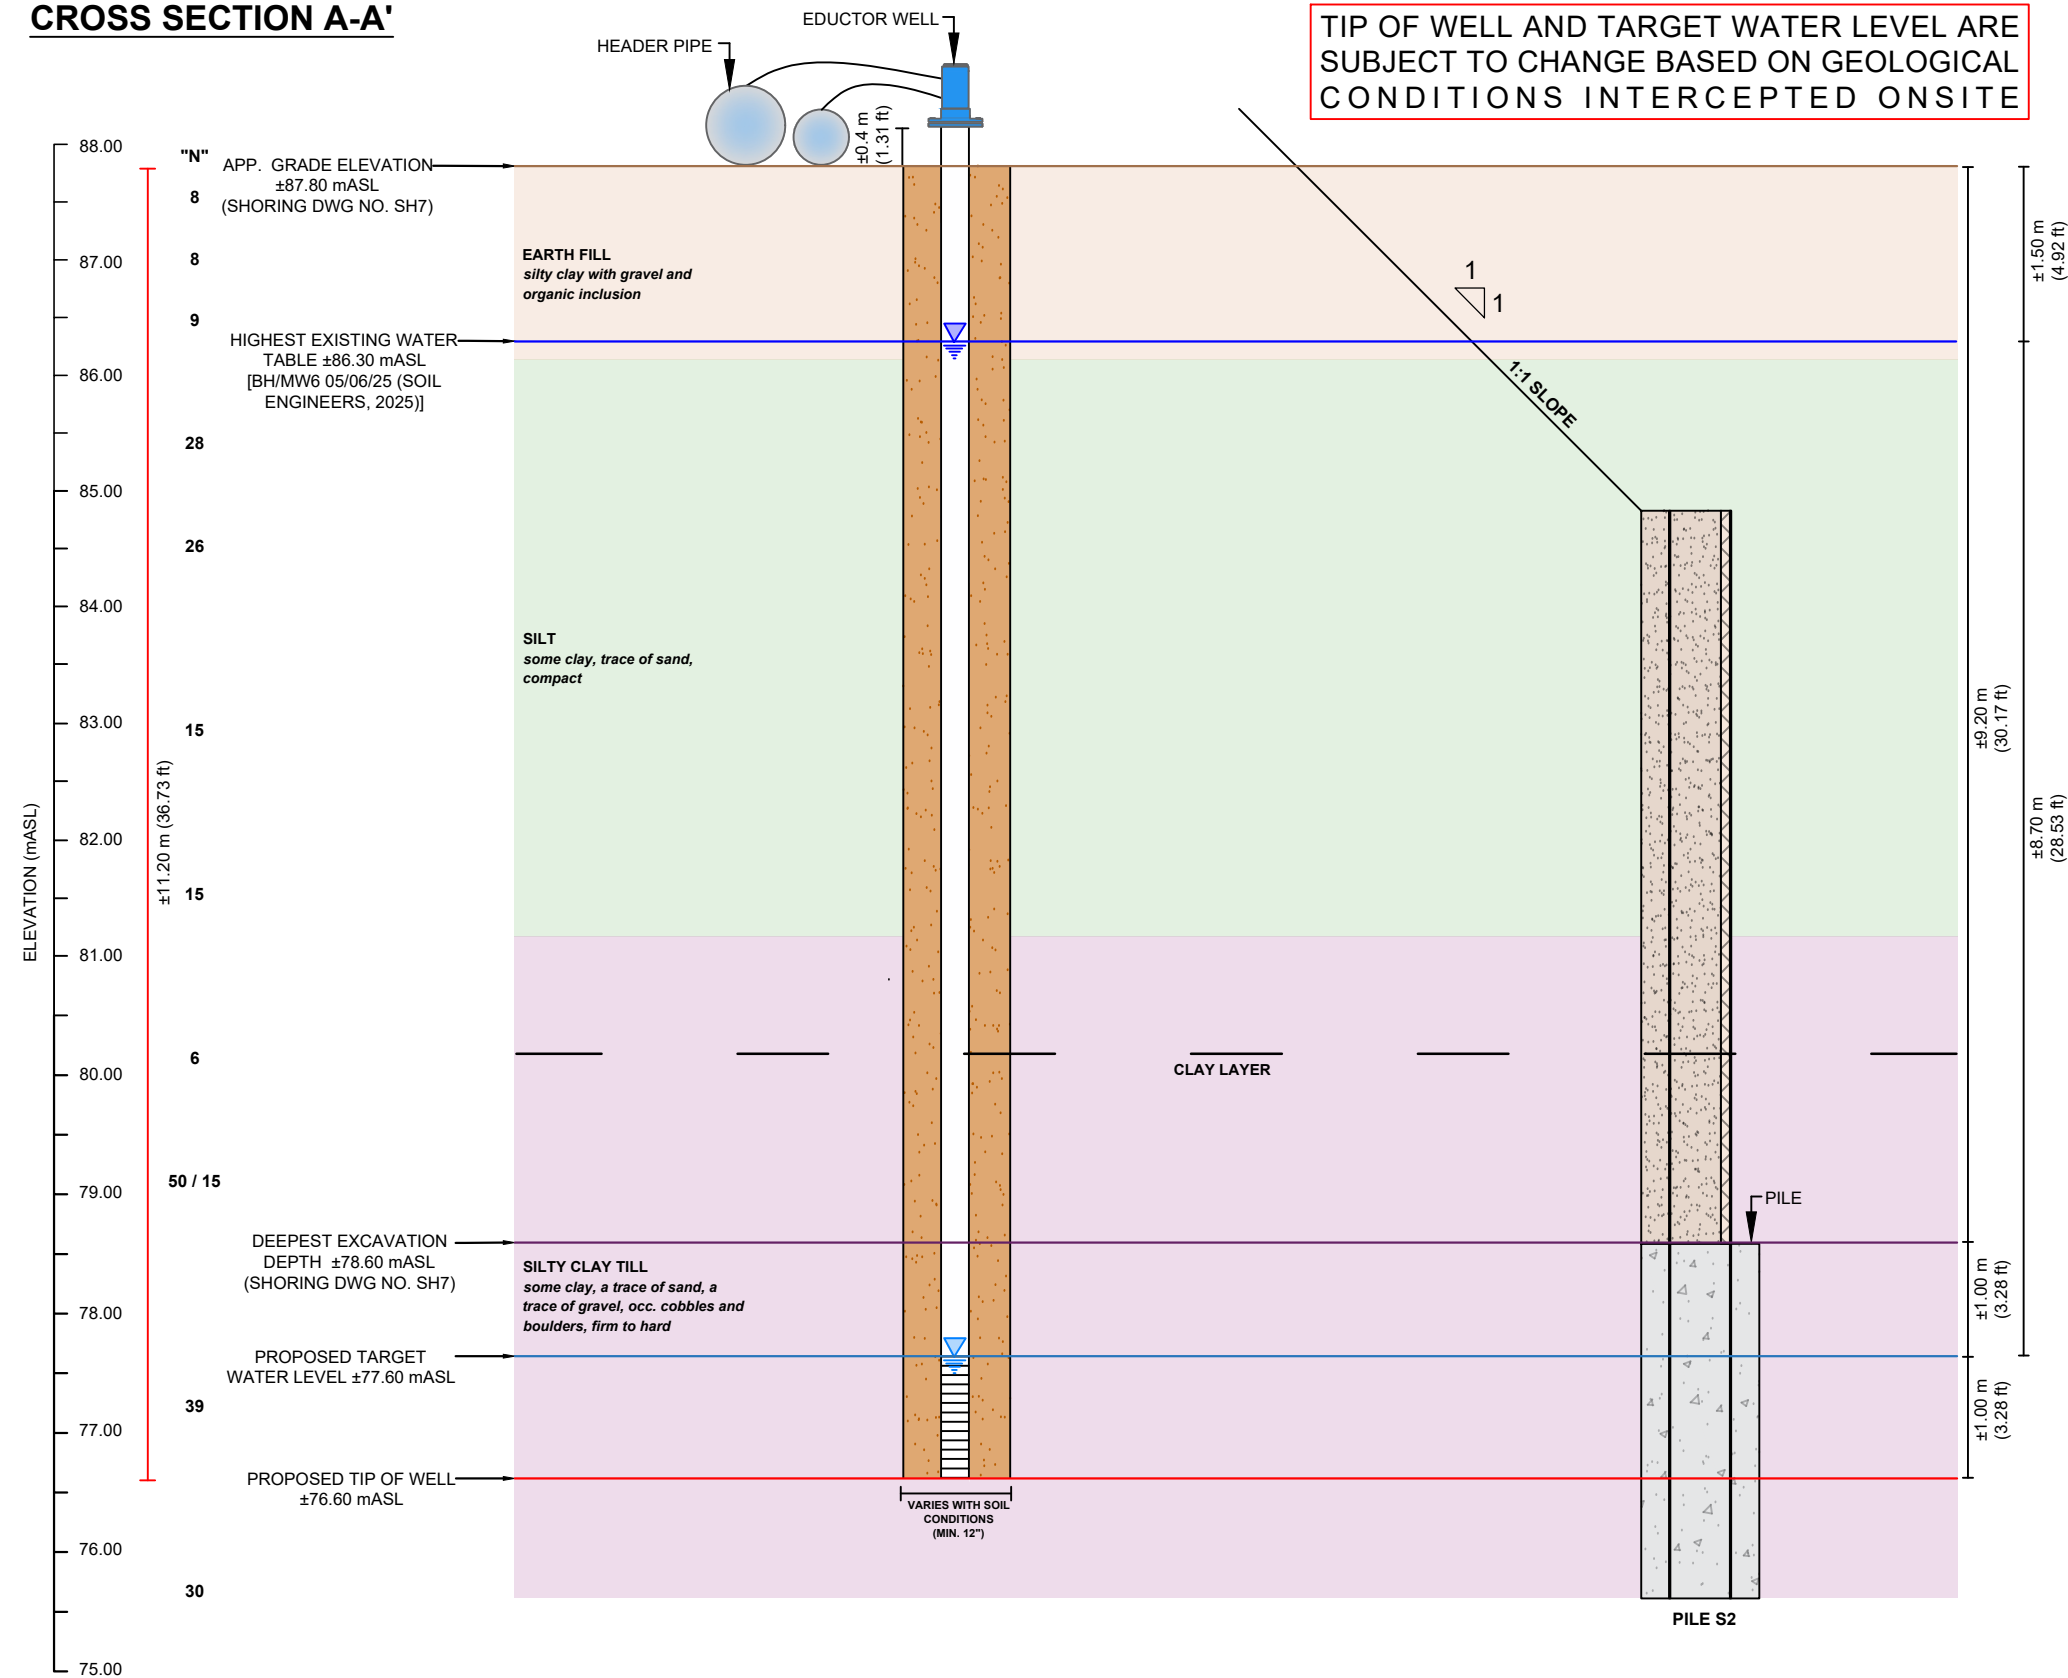 CROSS SECTION A-A'
EDUCTOR WELL
HEADER PIPE
TIP OF WELL AND TARGET WATER LEVEL ARE
SUBJECT TO CHANGE BASED ON GEOLOGICAL
CONDITIONS INTERCEPTED ONSITE
±0.4 m
(1.31 ft)
88.00
"N"
APP. GRADE ELEVATION
±87.80 mASL
(SHORING DWG NO. SH7)
8
±1.50 m
(4.92 ft)
87.00
8
EARTH FILL
silty clay with gravel and
organic inclusion
1
1
9
HIGHEST EXISTING WATER
TABLE ±86.30 mASL
[BH/MW6 05/06/25 (SOIL
ENGINEERS, 2025)]
86.00
1:1 SLOPE
28
85.00
26
84.00
SILT
some clay, trace of sand,
compact
83.00
15
±9.20 m
(30.17 ft)
±11.20 m (36.73 ft)
82.00
±8.70 m
(28.53 ft)
ELEVATION (mASL)
15
81.00
6
80.00
CLAY LAYER
50 / 15
79.00
PILE
DEEPEST EXCAVATION
DEPTH ±78.60 mASL
(SHORING DWG NO. SH7)
SILTY CLAY TILL
some clay, a trace of sand, a
trace of gravel, occ. cobbles and
boulders, firm to hard
±1.00 m
(3.28 ft)
78.00
PROPOSED TARGET
WATER LEVEL ±77.60 mASL
39
77.00
±1.00 m
(3.28 ft)
PROPOSED TIP OF WELL
±76.60 mASL
VARIES WITH SOIL
CONDITIONS
(MIN. 12")
76.00
30
PILE S2
75.00